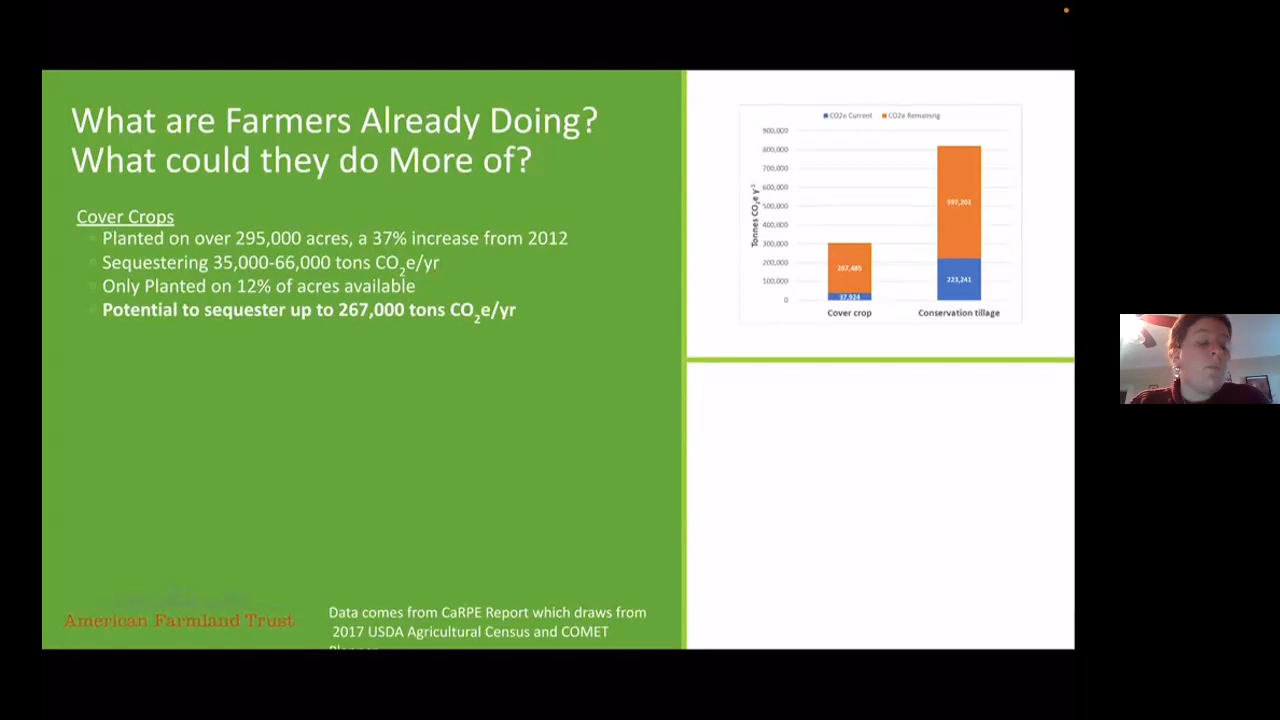 What are Farmers Already Doing?
What could they do More of?
Cover Crops
Planted on over 295,000 acres, a 37% increase from 2012
Sequestering 35,000-66,000 tons CO2e/yr
Only Planted on 12% of acres available
Potential to sequester up to 267,000 tons CO2e/yr
American Farmland Trust
Data comes from CaRPE Report which draws from
2017 USDA Agricultural Census and COMET
CO2e Current CO2e Remaining
Tonnes CO2e y-1
900,000
800,000
700,000
600,000
500,000
400,000
300,000
200,000
100,000
0
597,201
267,485
223,241
37,924
Cover crop Conservation tillage